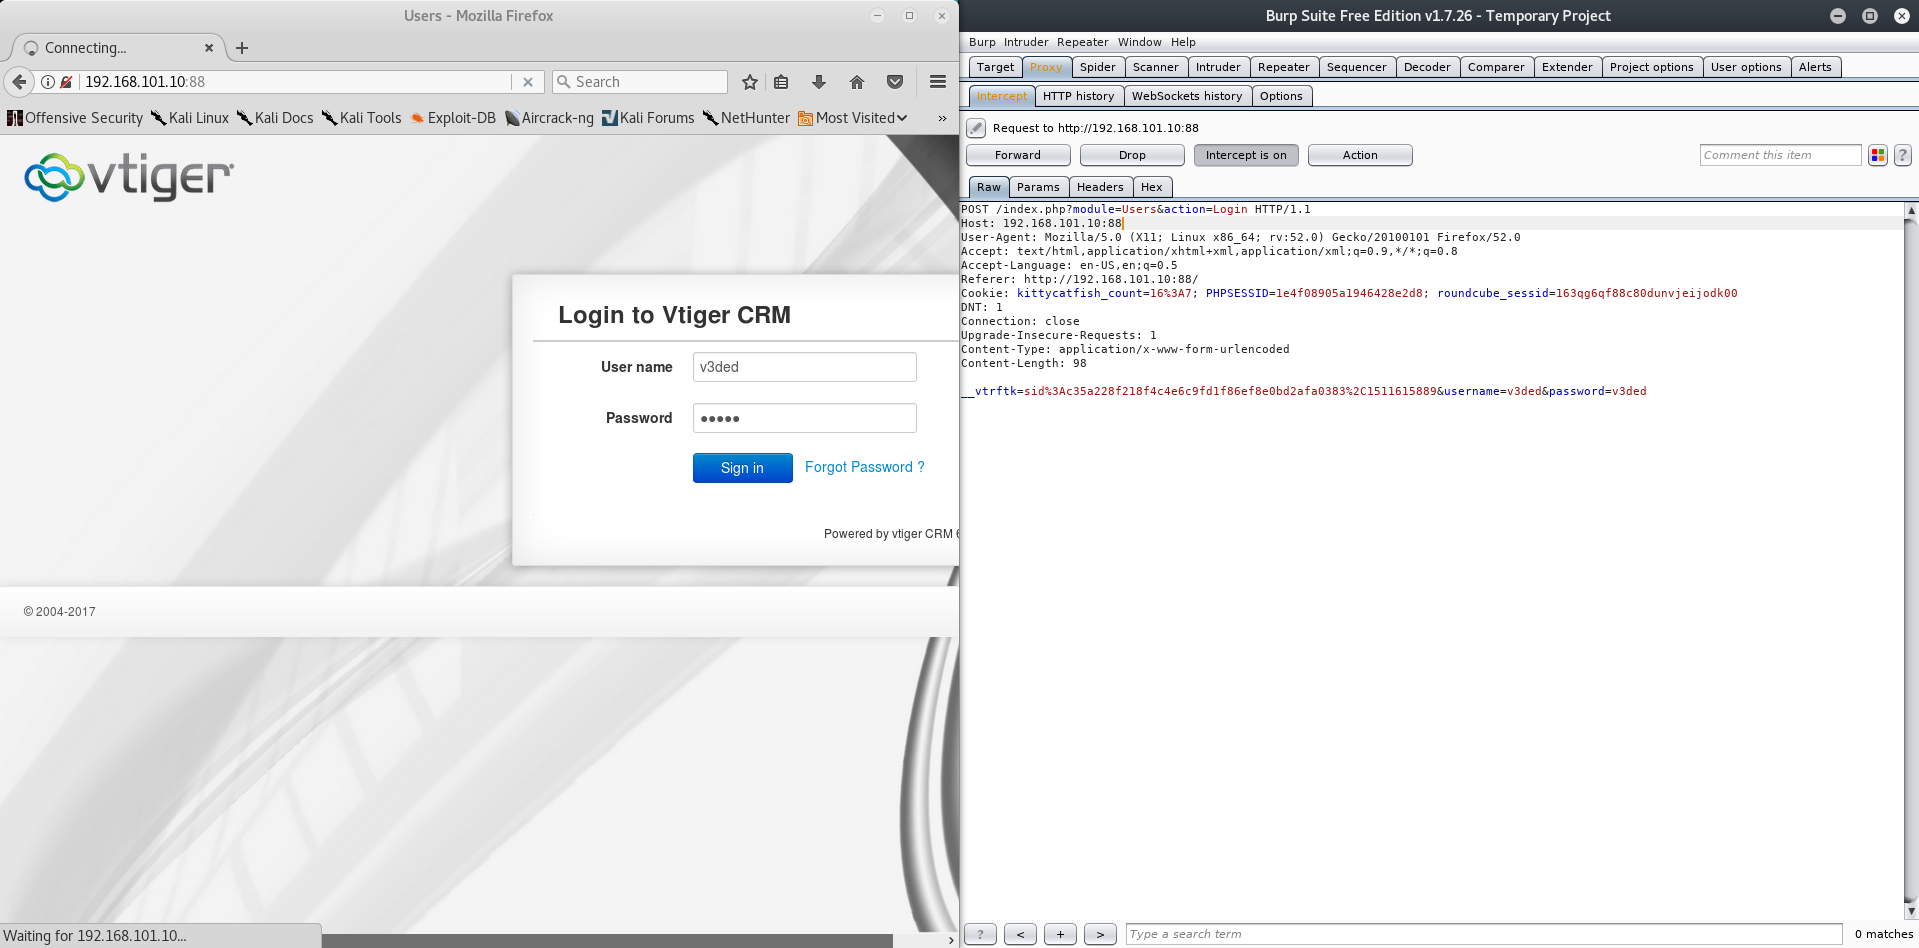 Users - Mozilla Firefox
Connecting...
192.168.101.10:88
Search
Offensive Security Kali Linux Kali Docs Kali Tools Exploit-DB Aircrack-ng Kali Forums NetHunter Most Visited »
vtiger
Login to Vtiger CRM
User name v3ded
Password •••••
Sign in Forgot Password ?
Powered by vtiger CRM 6
© 2004-2017
Waiting for 192.168.101.10...
Burp Suite Free Edition v1.7.26 - Temporary Project
Burp Intruder Repeater Window Help
Target Proxy Spider Scanner Intruder Repeater Sequencer Decoder Comparer Extender Project options User options Alerts
Intercept HTTP history WebSockets history Options
Request to http://192.168.101.10:88
Forward Drop Intercept is on Action Comment this item ?
Raw Params Headers Hex
POST /index.php?module=Users&action=Login HTTP/1.1
Host: 192.168.101.10:88
User-Agent: Mozilla/5.0 (X11; Linux x86_64; rv:52.0) Gecko/20100101 Firefox/52.0
Accept: text/html,application/xhtml+xml,application/xml;q=0.9,*/*;q=0.8
Accept-Language: en-US,en;q=0.5
Referer: http://192.168.101.10:88/
Cookie: kittycatfish_count=16%3A7; PHPSESSID=1e4f08905a1946428e2d8; roundcube_sessid=163qg6qf88c80dunvjeijodk00
DNT: 1
Connection: close
Upgrade-Insecure-Requests: 1
Content-Type: application/x-www-form-urlencoded
Content-Length: 98
__vtrftk=sid%3Ac35a228f218f4c4e6c9fd1f86ef8e0bd2afa0383%2C1511615889&username=v3ded&password=v3ded
? < + > Type a search term 0 matches